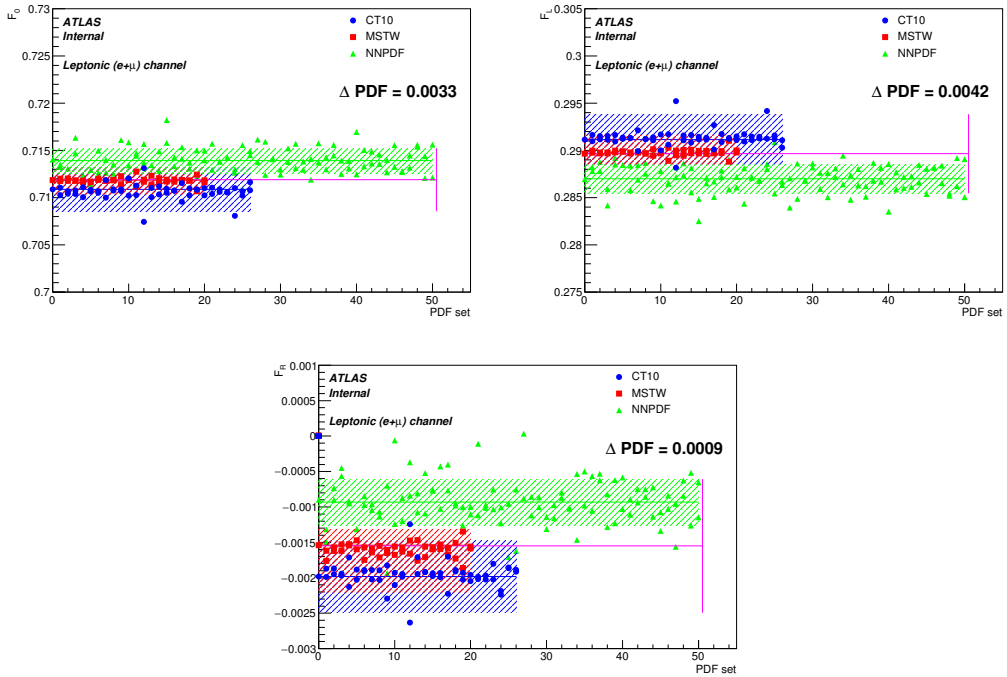 F₀
0.73
ATLAS
Internal
Leptonic (e+μ) channel
CT10
MSTW
NNPDF
Δ PDF = 0.0033
0.725
0.72
0.715
0.71
0.705
0.7
0 10 20 30 40 50
PDF set
F_L
0.305
ATLAS
Internal
Leptonic (e+μ) channel
CT10
MSTW
NNPDF
Δ PDF = 0.0042
0.3
0.295
0.29
0.285
0.28
0.275
0 10 20 30 40 50
PDF set
F_R
0.001
ATLAS
Internal
Leptonic (e+μ) channel
CT10
MSTW
NNPDF
Δ PDF = 0.0009
0.0005
0
−0.0005
−0.001
−0.0015
−0.002
−0.0025
−0.003
0 10 20 30 40 50
PDF set